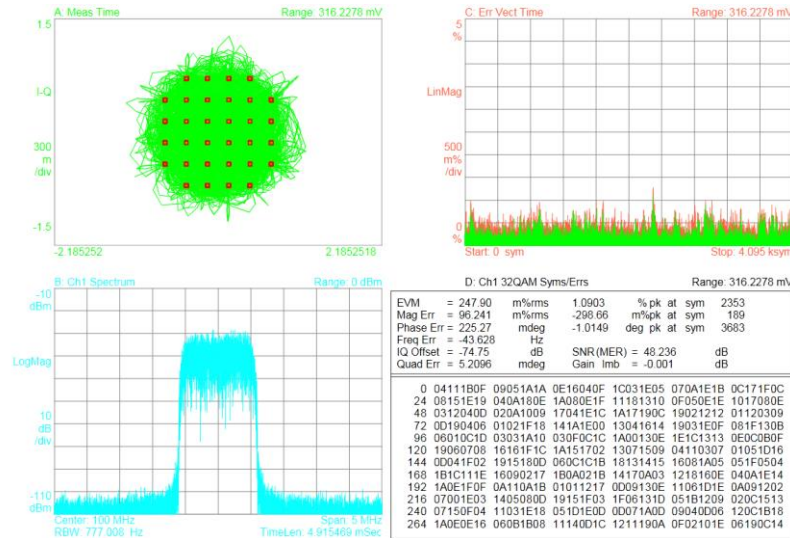 A: Meas Time Range: 316.2278 mV
1.5
I-Q
300
m
/div
-1.5
-2.185252 2.1852518
C: Err Vect Time Range: 316.2278 mV
5
%
LinMag
500
m%
/div
0
%
Start: 0 sym Stop: 4.095 ksym
B: Ch1 Spectrum Range: 0 dBm
-10
dBm
LogMag
10
dB
/div
-110
dBm
Center: 100 MHz Span: 5 MHz
RBW: 777.008 Hz TimeLen: 4.915469 mSec
D: Ch1 32QAM Syms/Errs Range: 316.2278 mV
EVM = 247.90 m%rms 1.0903 % pk at sym 2353
Mag Err = 96.241 m%rms -298.66 m% pk at sym 189
Phase Err = 225.27 mdeg -1.0149 deg pk at sym 3683
Freq Err = -43.628 Hz
IQ Offset = -74.75 dB SNR(MER) = 48.236 dB
Quad Err = 5.2096 mdeg Gain Imb = -0.001 dB
0 04111B0F 09051A1A 0E16040F 1C031E05 070A1E1B 0C171F0C
24 08151E19 040A180E 1A080E1F 11181310 0F050E1E 1017080E
48 0312040D 020A1009 17041E1C 1A17190C 19021212 01120309
72 0D190406 01021F18 141A1E00 13041614 19031E0F 081F130B
96 06010C1D 03031A10 030F0C1C 1A00130E 1E1C1313 0E0C0B0F
120 19060708 16161F1C 1A151702 13071509 04110307 01051D16
144 0D041F02 1915180D 060C1C1B 18131415 16081A05 051F0504
168 1B1C111E 16090217 1B0A021B 14170A03 1218160E 040A1E14
192 1A0E1F0F 0A110A1B 01011217 0D09130E 11061D1E 0A091202
216 07001E03 1405080D 19151F03 1F06131D 051B1209 020C1513
240 07150F04 11031E18 051D1E0D 0D071A0D 09040D06 120C1B18
264 1A0E0E16 060B1B08 11140D1C 1211190A 0F02101E 06190C14